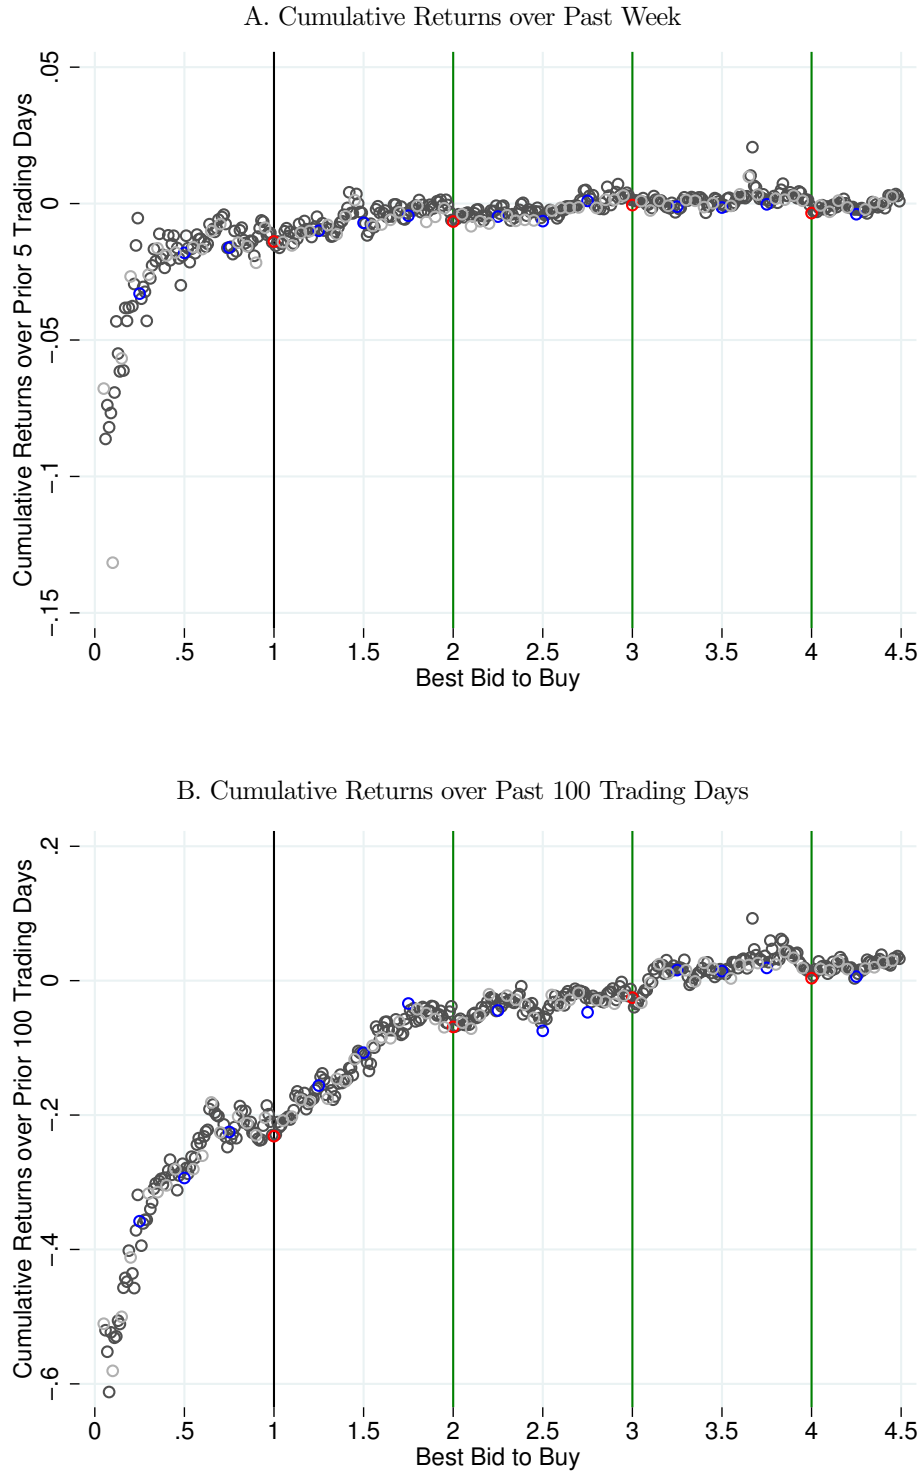 A. Cumulative Returns over Past Week
Cumulative Returns over Prior 5 Trading Days
.05
0
-.05
-.1
-.15
0 .5 1 1.5 2 2.5 3 3.5 4 4.5
Best Bid to Buy
B. Cumulative Returns over Past 100 Trading Days
Cumulative Returns over Prior 100 Trading Days
.2
0
-.2
-.4
-.6
0 .5 1 1.5 2 2.5 3 3.5 4 4.5
Best Bid to Buy